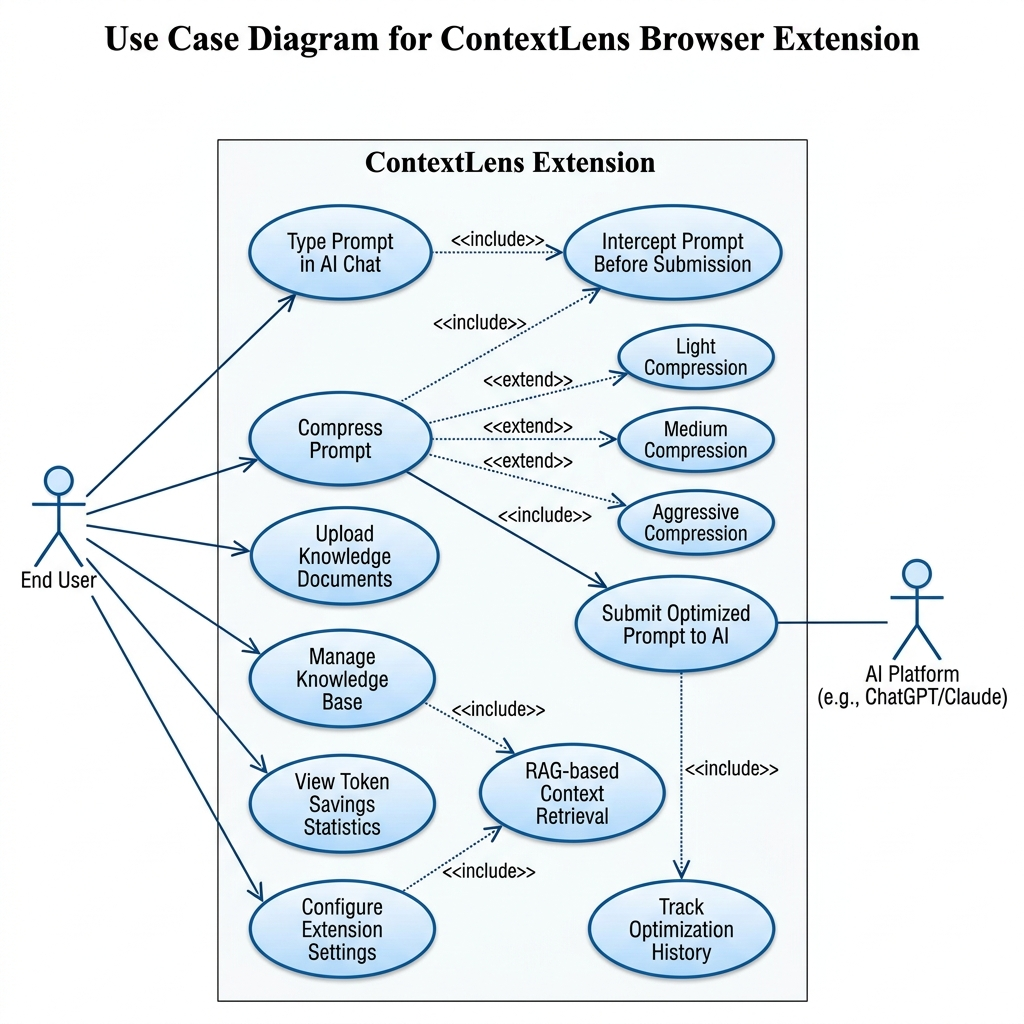 Use Case Diagram for ContextLens Browser Extension
ContextLens Extension
Type Prompt
in AI Chat
<<include>>
Intercept Prompt
Before Submission
<<include>>
Light
Compression
<<extend>>
Compress
Prompt
<<extend>>
Medium
Compression
<<extend>>
Aggressive
Compression
<<include>>
Upload
Knowledge
Documents
End User
Submit Optimized
Prompt to AI
AI Platform
(e.g., ChatGPT/Claude)
Manage
Knowledge
Base
<<include>>
RAG-based
Context
Retrieval
<<include>>
View Token
Savings
Statistics
<<include>>
Configure
Extension
Settings
Track
Optimization
History